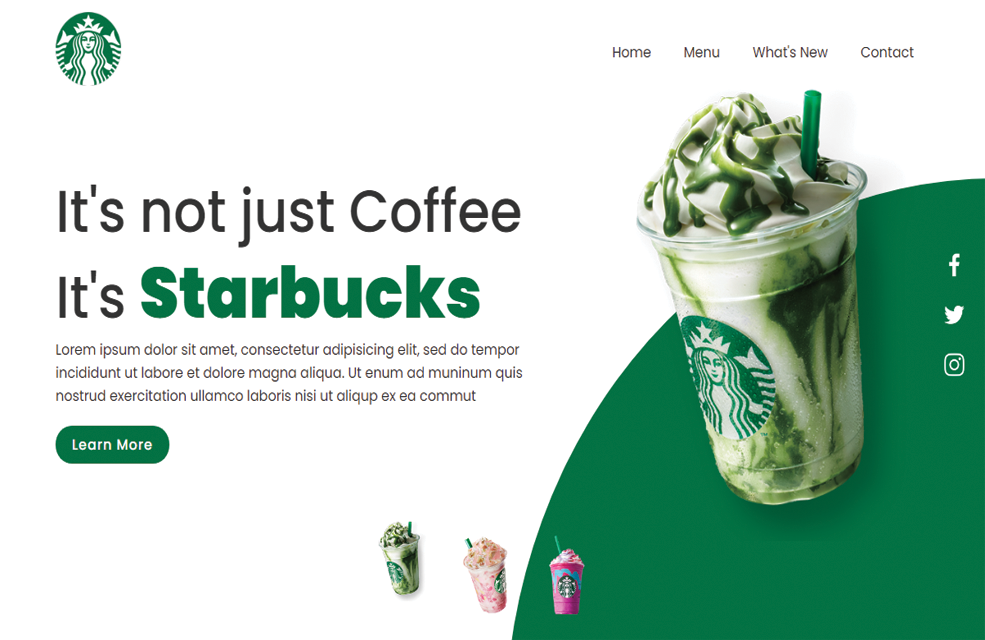 Home Menu What's New Contact
It's not just Coffee
It's Starbucks
Lorem ipsum dolor sit amet, consectetur adipisicing elit, sed do tempor
incididunt ut labore et dolore magna aliqua. Ut enum ad muninum quis
nostrud exercitation ullamco laboris nisi ut aliqup ex ea commut
Learn More